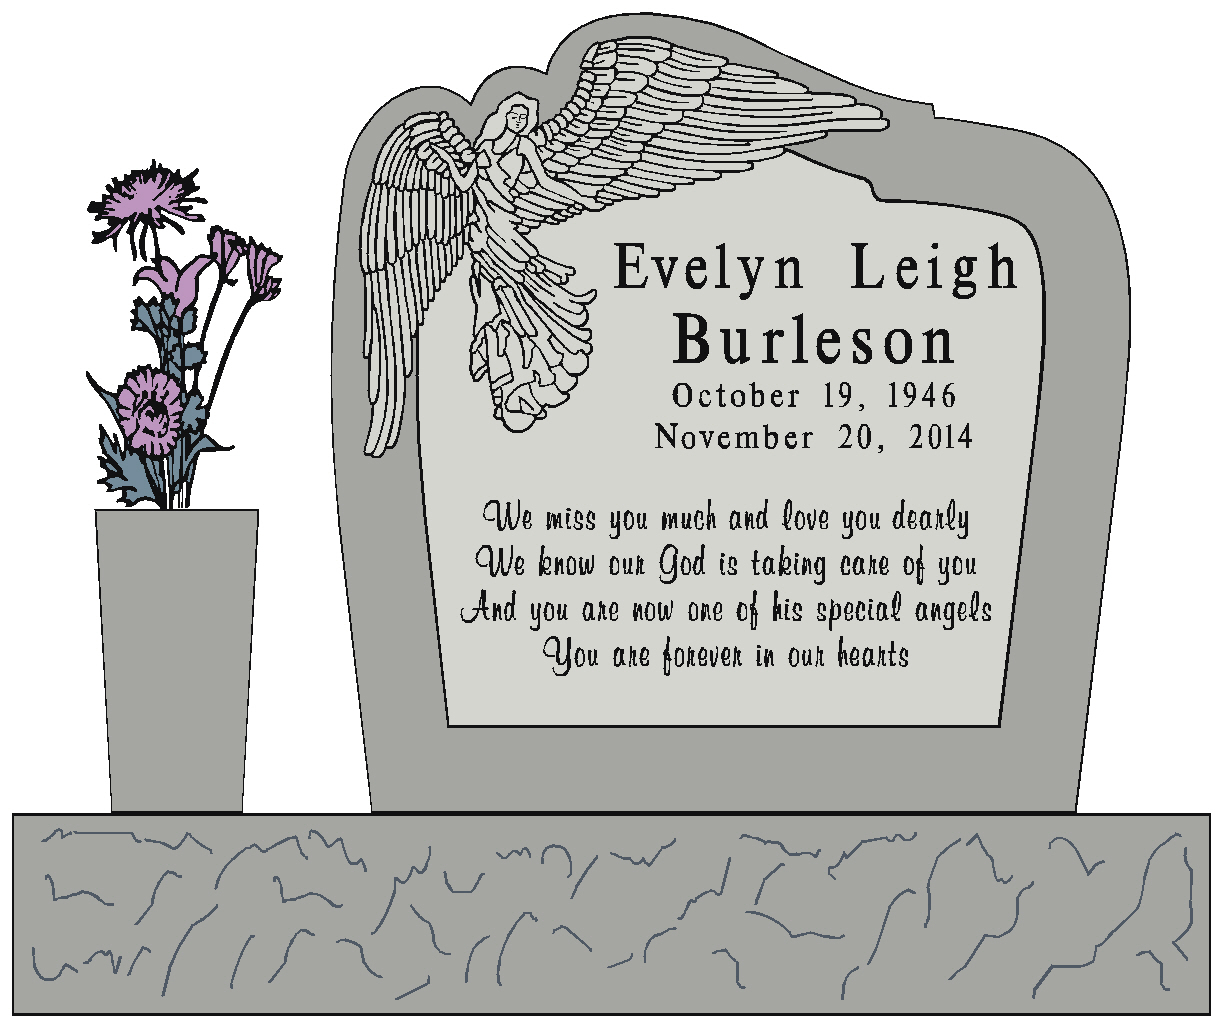 Evelyn Leigh
Burleson
October 19, 1946
November 20, 2014
We miss you much and love you dearly
We know our God is taking care of you
And you are now one of his special angels
You are forever in our hearts